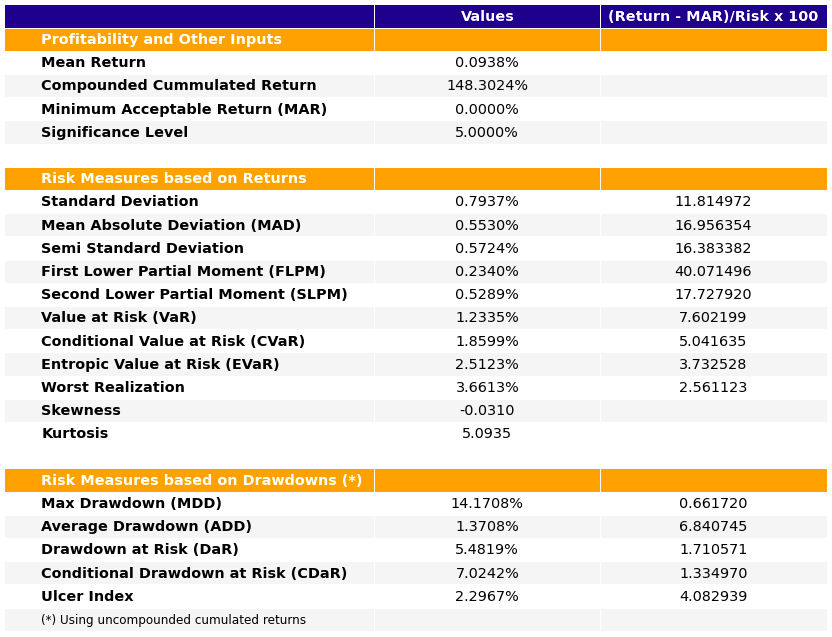 Values (Return - MAR)/Risk x 100
Profitability and Other Inputs
Mean Return 0.0938%
Compounded Cummulated Return 148.3024%
Minimum Acceptable Return (MAR) 0.0000%
Significance Level 5.0000%
Risk Measures based on Returns
Standard Deviation 0.7937% 11.814972
Mean Absolute Deviation (MAD) 0.5530% 16.956354
Semi Standard Deviation 0.5724% 16.383382
First Lower Partial Moment (FLPM) 0.2340% 40.071496
Second Lower Partial Moment (SLPM) 0.5289% 17.727920
Value at Risk (VaR) 1.2335% 7.602199
Conditional Value at Risk (CVaR) 1.8599% 5.041635
Entropic Value at Risk (EVaR) 2.5123% 3.732528
Worst Realization 3.6613% 2.561123
Skewness -0.0310
Kurtosis 5.0935
Risk Measures based on Drawdowns (*)
Max Drawdown (MDD) 14.1708% 0.661720
Average Drawdown (ADD) 1.3708% 6.840745
Drawdown at Risk (DaR) 5.4819% 1.710571
Conditional Drawdown at Risk (CDaR) 7.0242% 1.334970
Ulcer Index 2.2967% 4.082939
(*) Using uncompounded cumulated returns